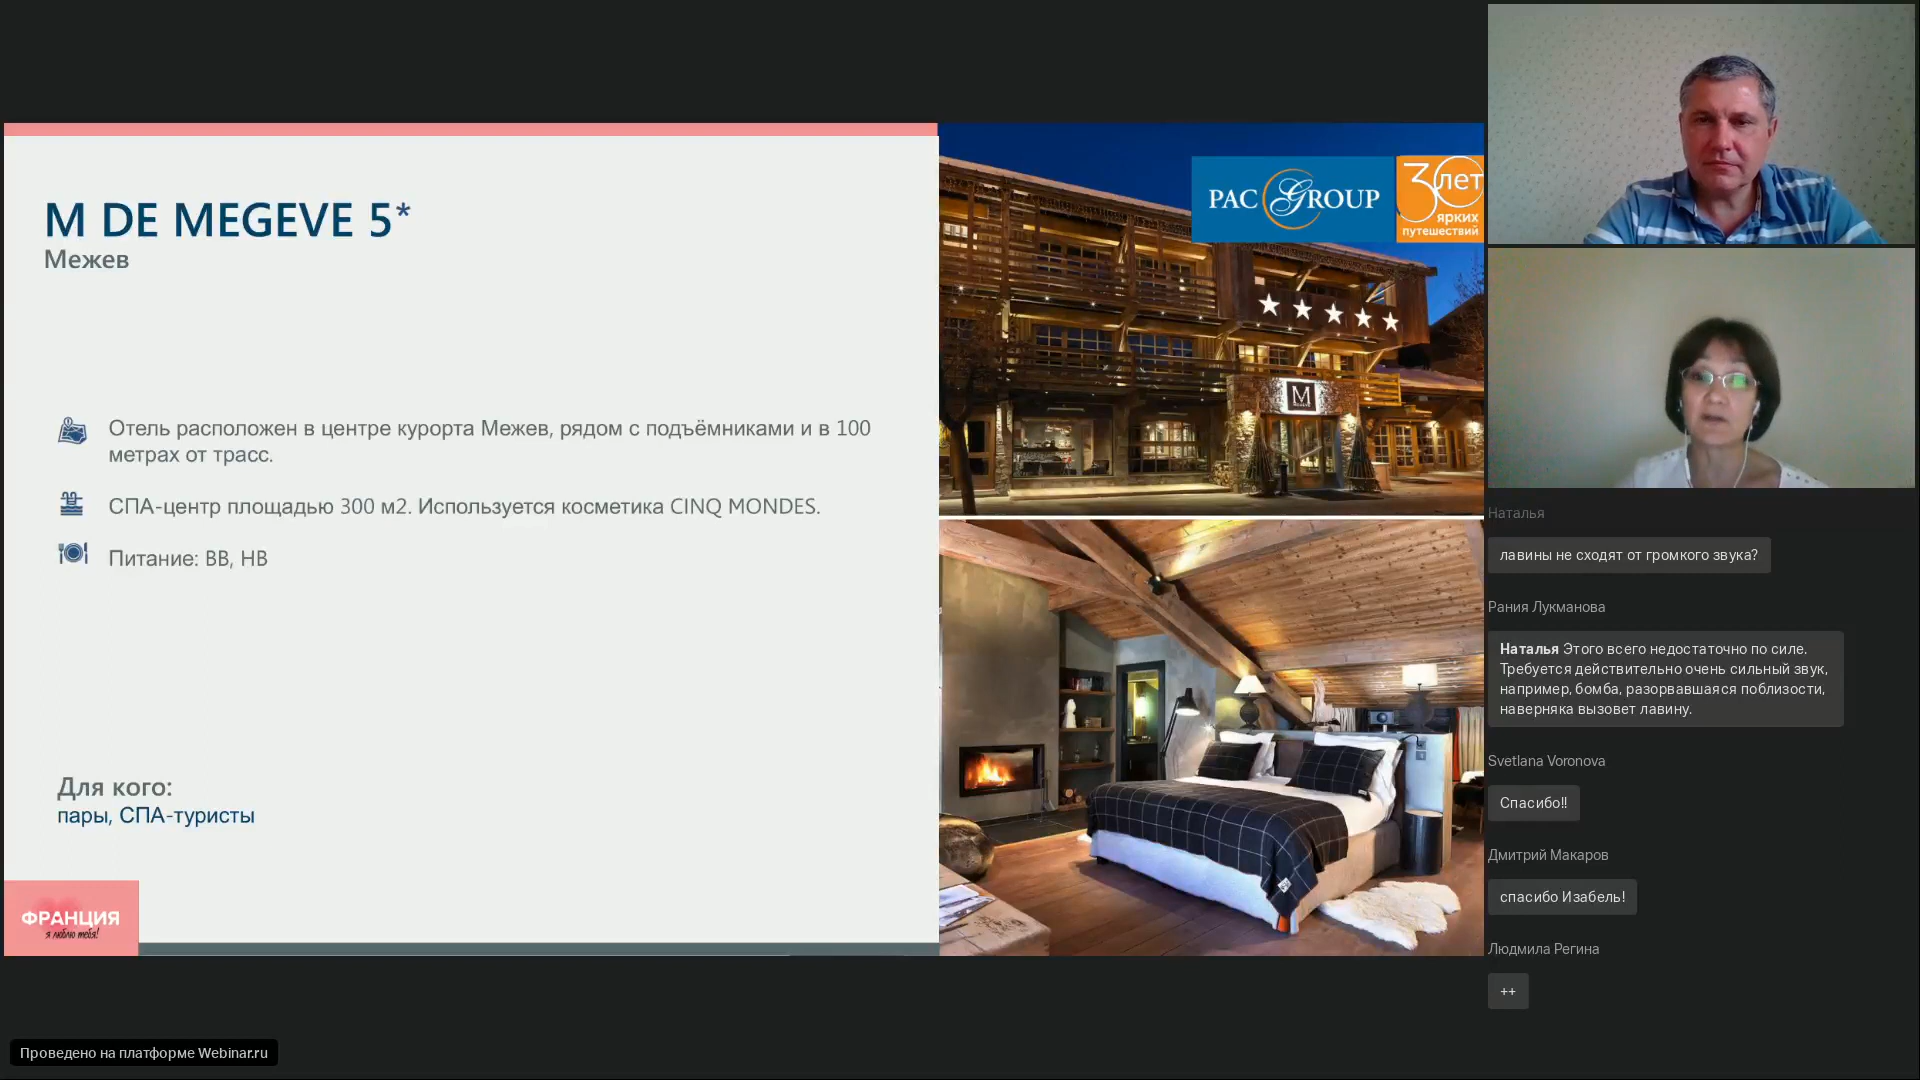 M DE MEGEVE 5*
Межев
Отель расположен в центре курорта Межев, рядом с подъёмниками и в 100
метрах от трасс.
СПА-центр площадью 300 м2. Используется косметика CINQ MONDES.
Питание: BB, HB
Для кого:
пары, СПА-туристы
ФРАНЦИЯ
я люблю тебя!
PAC GROUP
30 лет
ярких
путешествий
M
MEGEVE
Наталья
лавины не сходят от громкого звука?
Рания Лукманова
Наталья Этого всего недостаточно по силе.
Требуется действительно очень сильный звук,
например, бомба, разорвавшаяся поблизости,
наверняка вызовет лавину.
Svetlana Voronova
Спасибо!!
Дмитрий Макаров
спасибо Изабель!
Людмила Регина
++
Проведено на платформе Webinar.ru